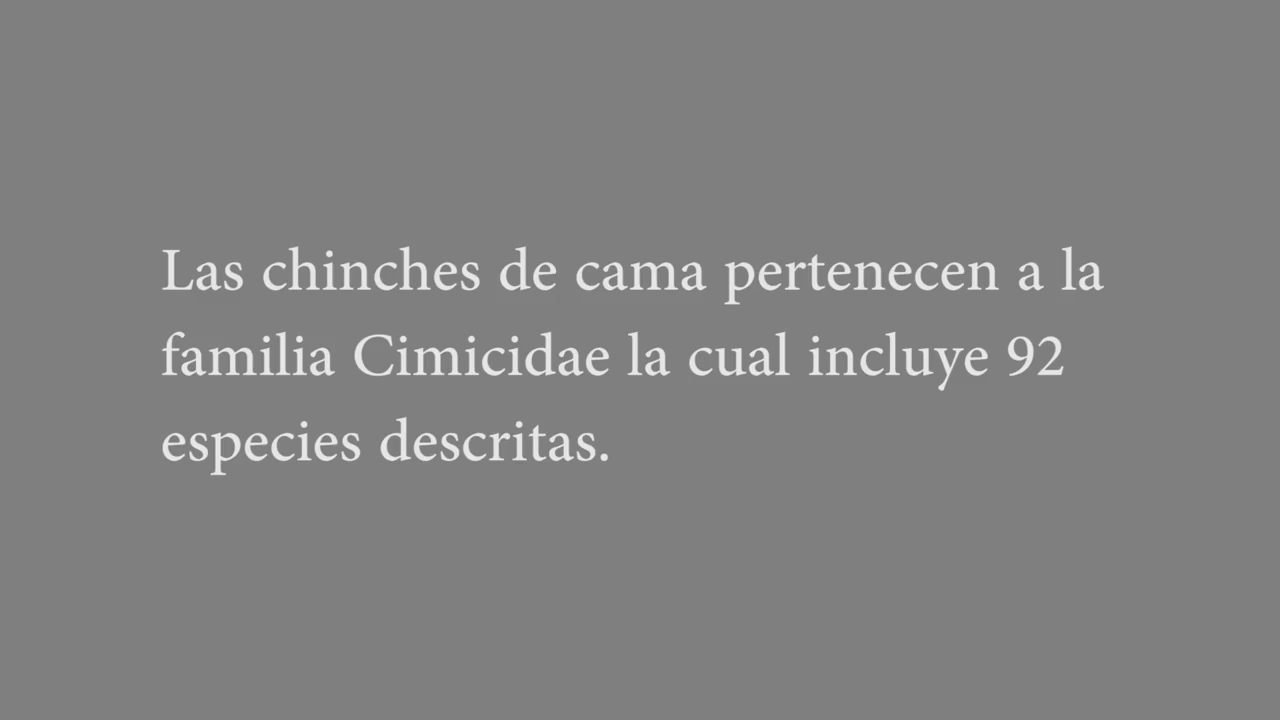 Las chinches de cama pertenecen a la
familia Cimicidae la cual incluye 92
especies descritas.